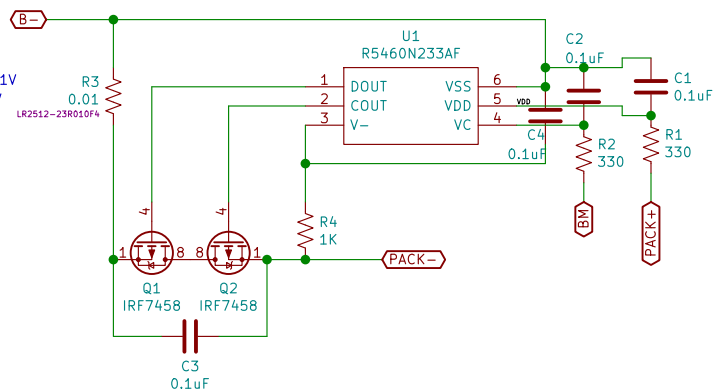 B-
U1
R5460N233AF
C2
0.1uF
C1
0.1uF
1V
R3
0.01
LR2512-23R010F4
1 DOUT VSS 6
2 COUT VDD 5 VDD
3 V- VC 4
C4
0.1uF
R2
330
R1
330
4
4
R4
1K
BM
PACK+
1 8 8 1
PACK-
Q1
IRF7458
Q2
IRF7458
C3
0.1uF